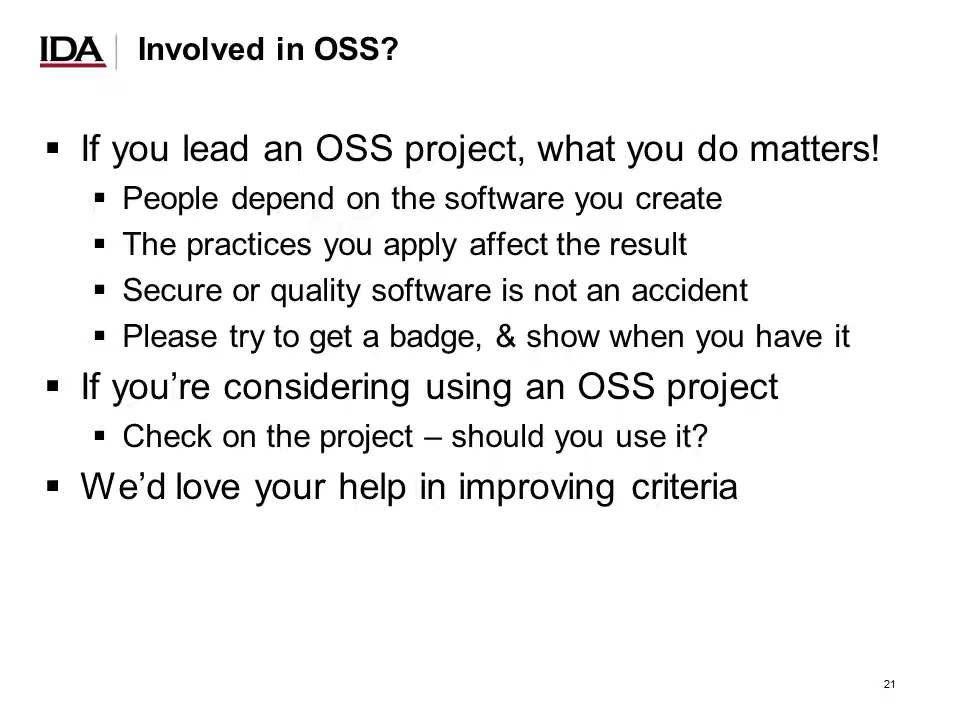 IDA
Involved in OSS?
▪ If you lead an OSS project, what you do matters!
▪ People depend on the software you create
▪ The practices you apply affect the result
▪ Secure or quality software is not an accident
▪ Please try to get a badge, & show when you have it
▪ If you’re considering using an OSS project
▪ Check on the project – should you use it?
▪ We’d love your help in improving criteria
21